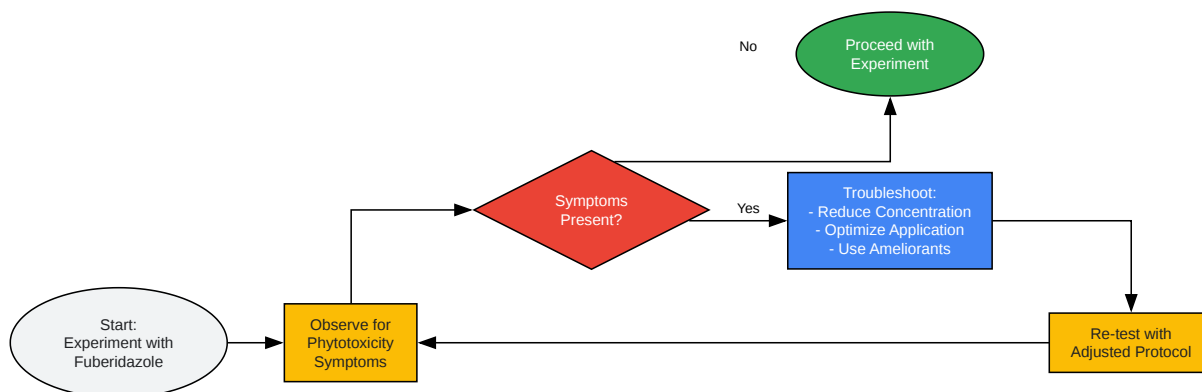 No
Proceed with
Experiment
Symptoms
Present?
Yes
Troubleshoot:
- Reduce Concentration
- Optimize Application
- Use Ameliorants
Start:
Experiment with
Fuberidazole
Observe for
Phytotoxicity
Symptoms
Re-test with
Adjusted Protocol